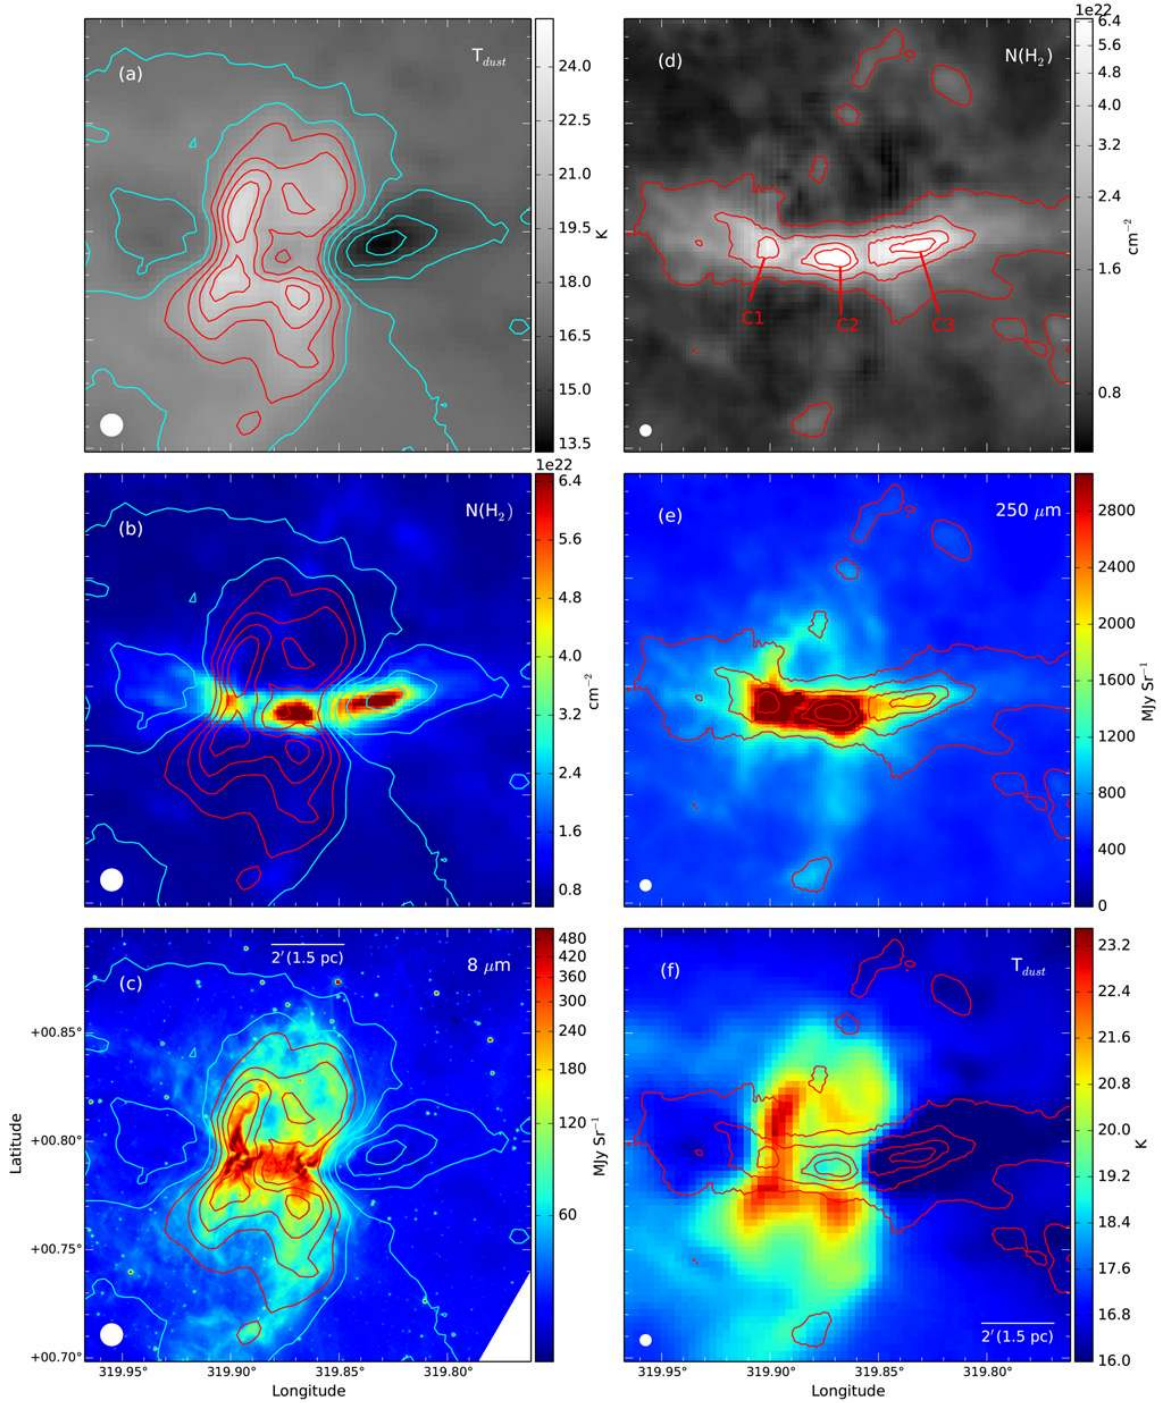 (a)
T_dust
24.0
22.5
21.0
19.5
18.0
16.5
15.0
13.5
K
(d)
N(H₂)
1e22
6.4
5.6
4.8
4.0
3.2
2.4
1.6
0.8
cm⁻²
C1
C2
C3
(b)
N(H₂)
1e22
6.4
5.6
4.8
4.0
3.2
2.4
1.6
0.8
cm⁻²
(e)
250 μm
2800
2400
2000
1600
1200
800
400
0
MJy Sr⁻¹
(c)
2′(1.5 pc)
8 μm
480
420
360
300
240
180
120
60
MJy Sr⁻¹
+00.85°
+00.80°
+00.75°
+00.70°
Latitude
319.95°
319.90°
319.85°
319.80°
Longitude
(f)
T_dust
23.2
22.4
21.6
20.8
20.0
19.2
18.4
17.6
16.8
16.0
K
2′(1.5 pc)
319.95°
319.90°
319.85°
319.80°
Longitude